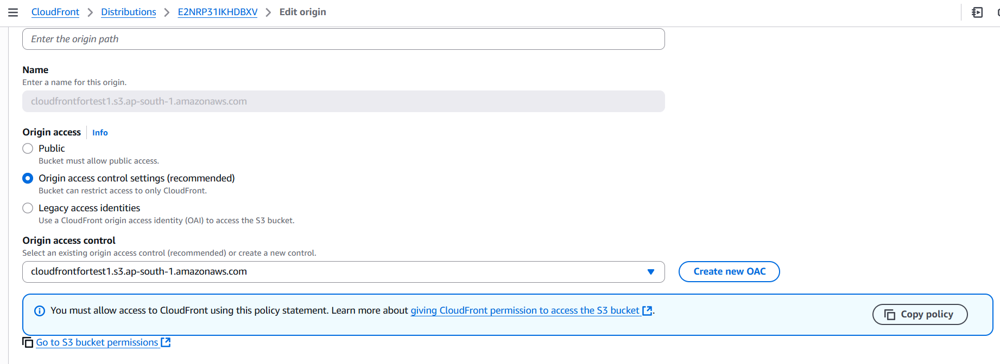 CloudFront > Distributions > E2NRP31IKHDBXV > Edit origin
Enter the origin path
Name
Enter a name for this origin.
cloudfrontfortest1.s3.ap-south-1.amazonaws.com
Origin access | Info
Public
Bucket must allow public access.
Origin access control settings (recommended)
Bucket can restrict access to only CloudFront.
Legacy access identities
Use a CloudFront origin access identity (OAI) to access the S3 bucket.
Origin access control
Select an existing origin access control (recommended) or create a new control.
cloudfrontfortest1.s3.ap-south-1.amazonaws.com
Create new OAC
You must allow access to CloudFront using this policy statement. Learn more about giving CloudFront permission to access the S3 bucket.
Copy policy
Go to S3 bucket permissions